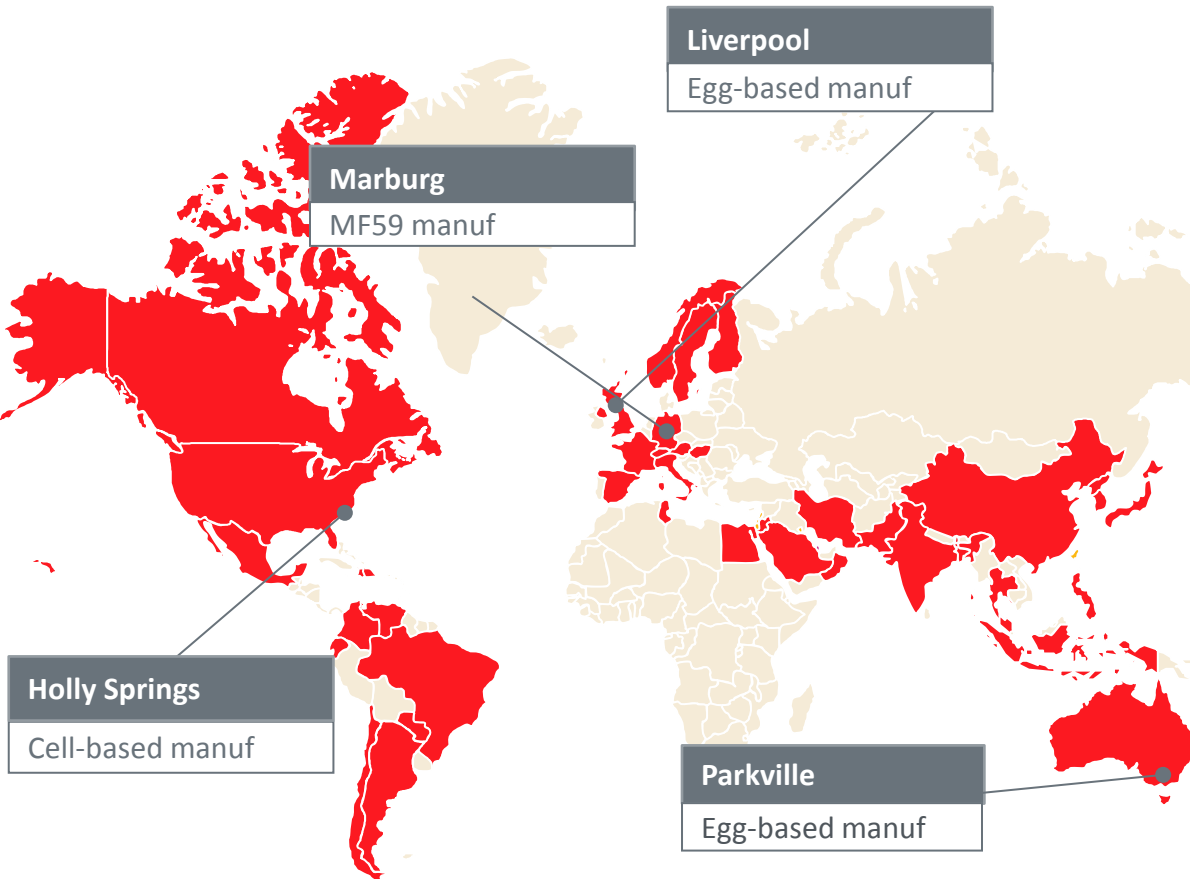 Liverpool
Egg-based manuf
Marburg
MF59 manuf
Holly Springs
Cell-based manuf
Parkville
Egg-based manuf